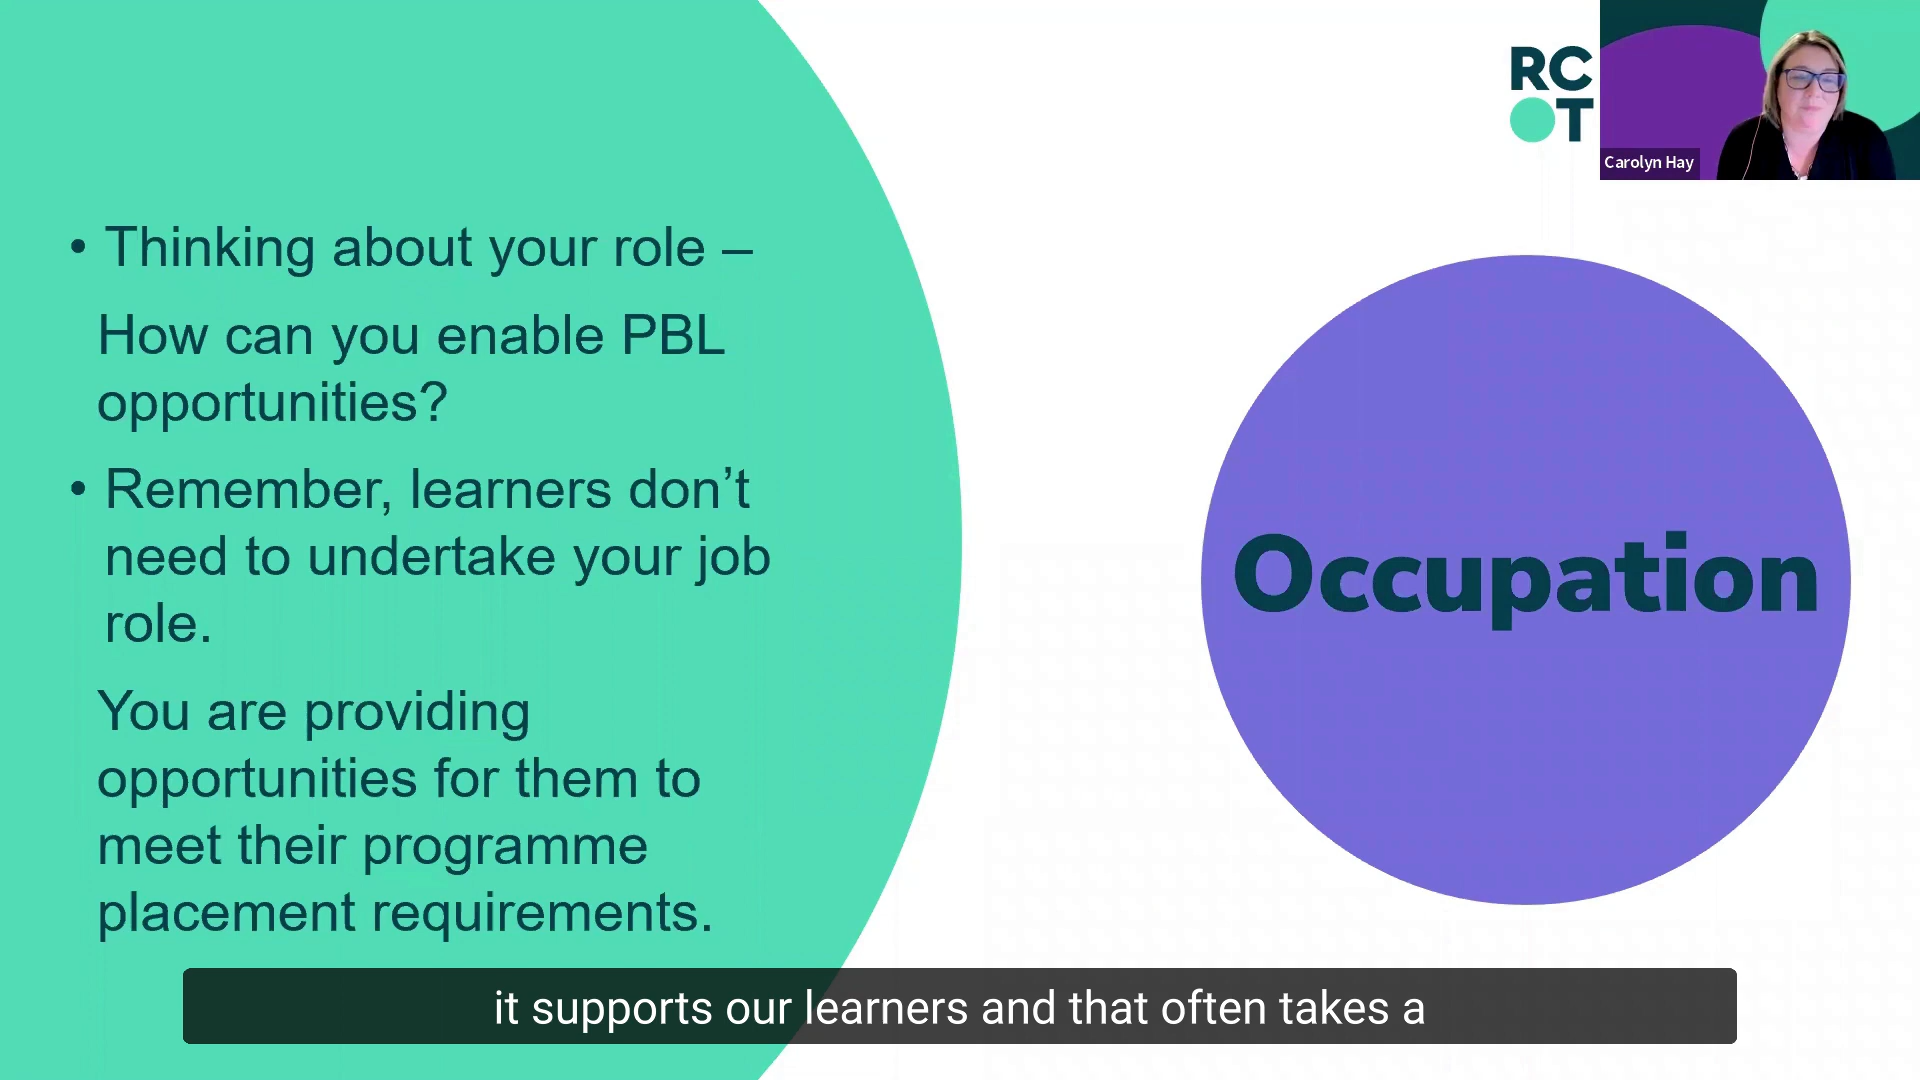 • Thinking about your role –
How can you enable PBL
opportunities?
• Remember, learners don’t
need to undertake your job
role.
You are providing
opportunities for them to
meet their programme
placement requirements.
RC
OT
Carolyn Hay
Occupation
it supports our learners and that often takes a